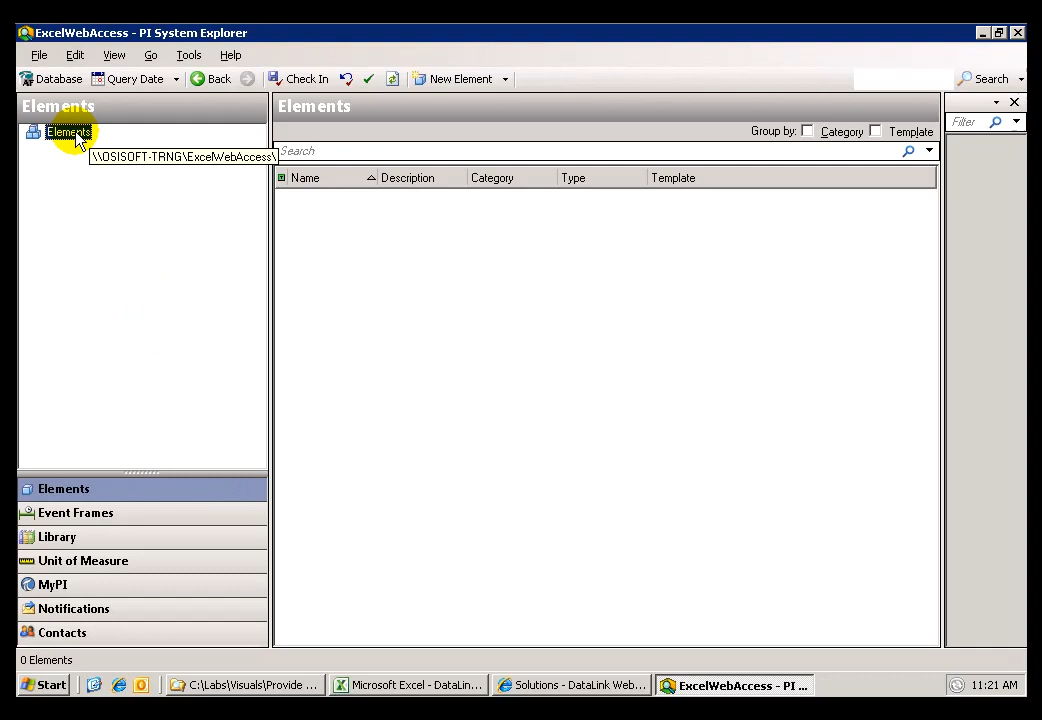 ExcelWebAccess - PI System Explorer
File Edit View Go Tools Help
Database Query Date Back Check In New Element Search
Elements
Elements
Filter
Elements
Group by: Category Template
\\OSISOFT-TRNG\ExcelWebAccess\
Search
Name Description Category Type Template
Elements
Event Frames
Library
Unit of Measure
MyPI
Notifications
Contacts
0 Elements
Start C:\Labs\Visuals\Provide ... Microsoft Excel - DataLin... Solutions - DataLink Web... ExcelWebAccess - PI ... 11:21 AM